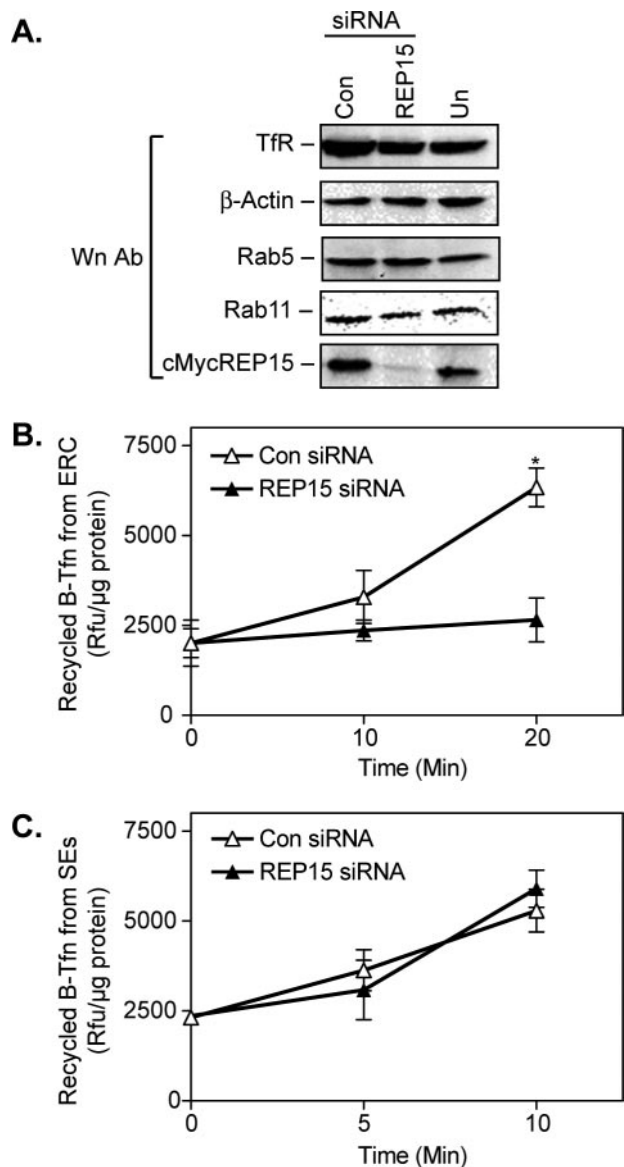 A.
siRNA
Con REP15 Un
TfR –
β-Actin –
Rab5 –
Rab11 –
cMycREP15 –
Wn Ab
B.
7500
5000
2500
0
Recycled B-Tfn from ERC
(Rfu/µg protein)
Con siRNA
REP15 siRNA
*
0 10 20
Time (Min)
C.
7500
5000
2500
0
Recycled B-Tfn from SEs
(Rfu/µg protein)
Con siRNA
REP15 siRNA
0 5 10
Time (Min)